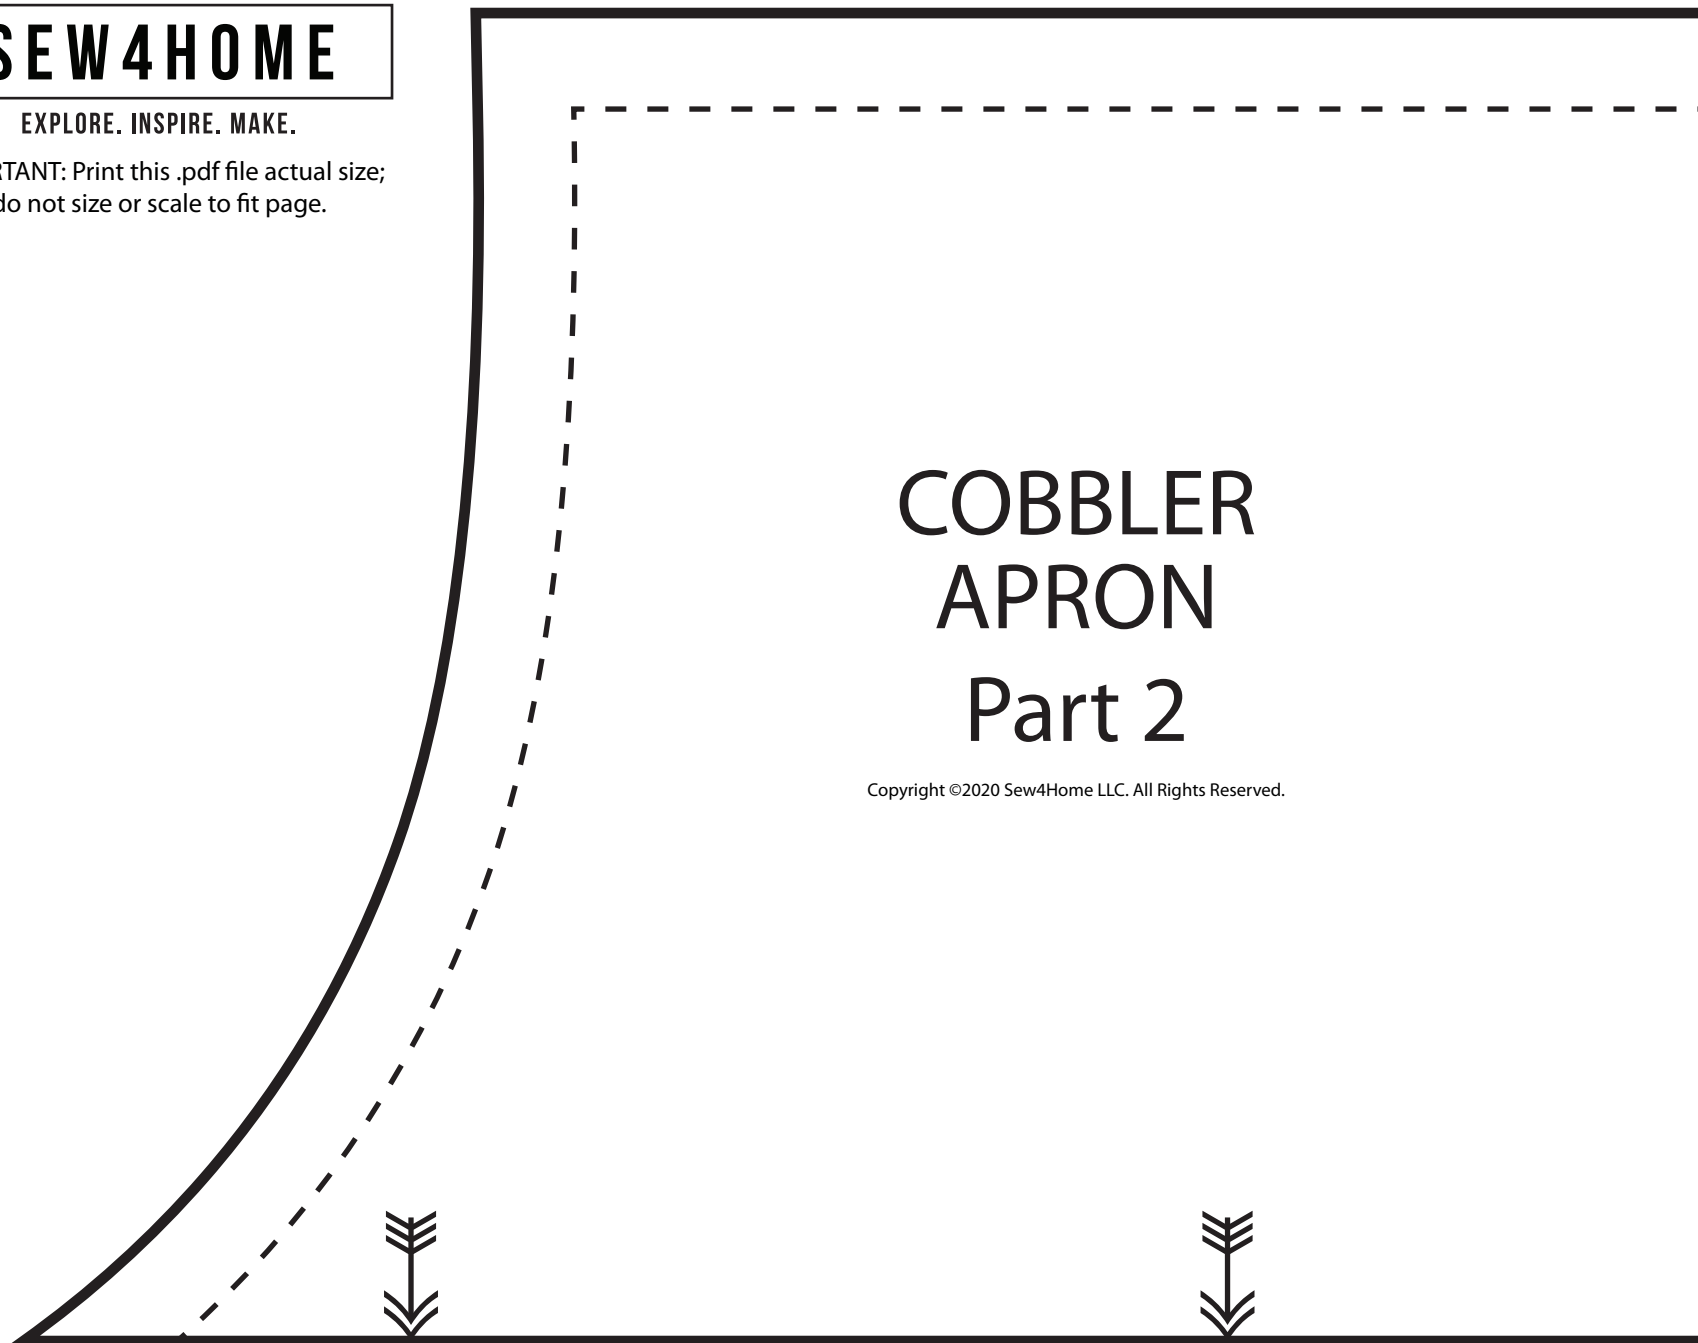 SEW4HOME
EXPLORE. INSPIRE. MAKE.
RTANT: Print this .pdf file actual size;
do not size or scale to fit page.
COBBLER
APRON
Part 2
Copyright ©2020 Sew4Home LLC. All Rights Reserved.